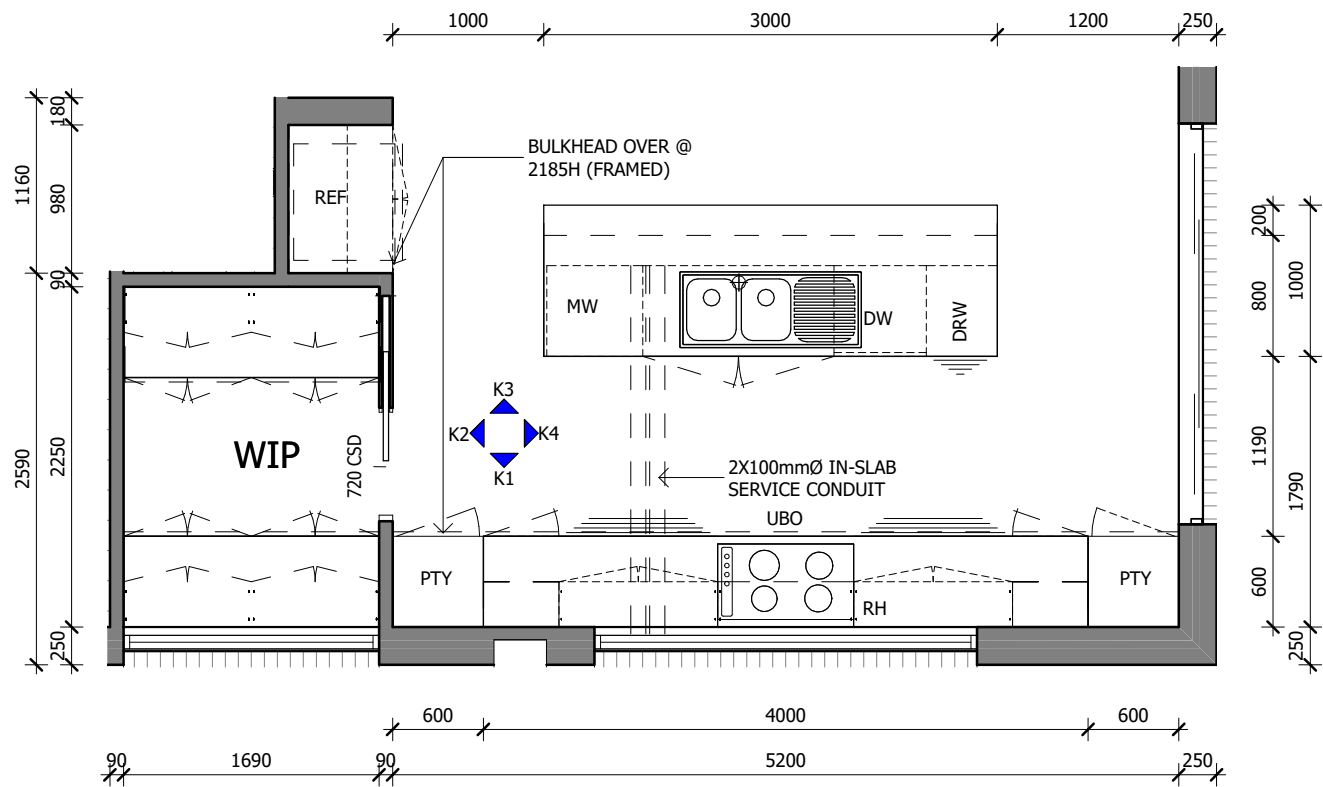 1000
3000
1200
250
180
1160
980
90
2590
2250
250
BULKHEAD OVER @
2185H (FRAMED)
REF
MW
DW
DRW
200
800
1000
1190
1790
600
250
K3
K2
K4
K1
WIP
720 CSD
2X100mmØ IN-SLAB
SERVICE CONDUIT
UBO
PTY
RH
PTY
600
4000
600
90
1690
90
5200
250